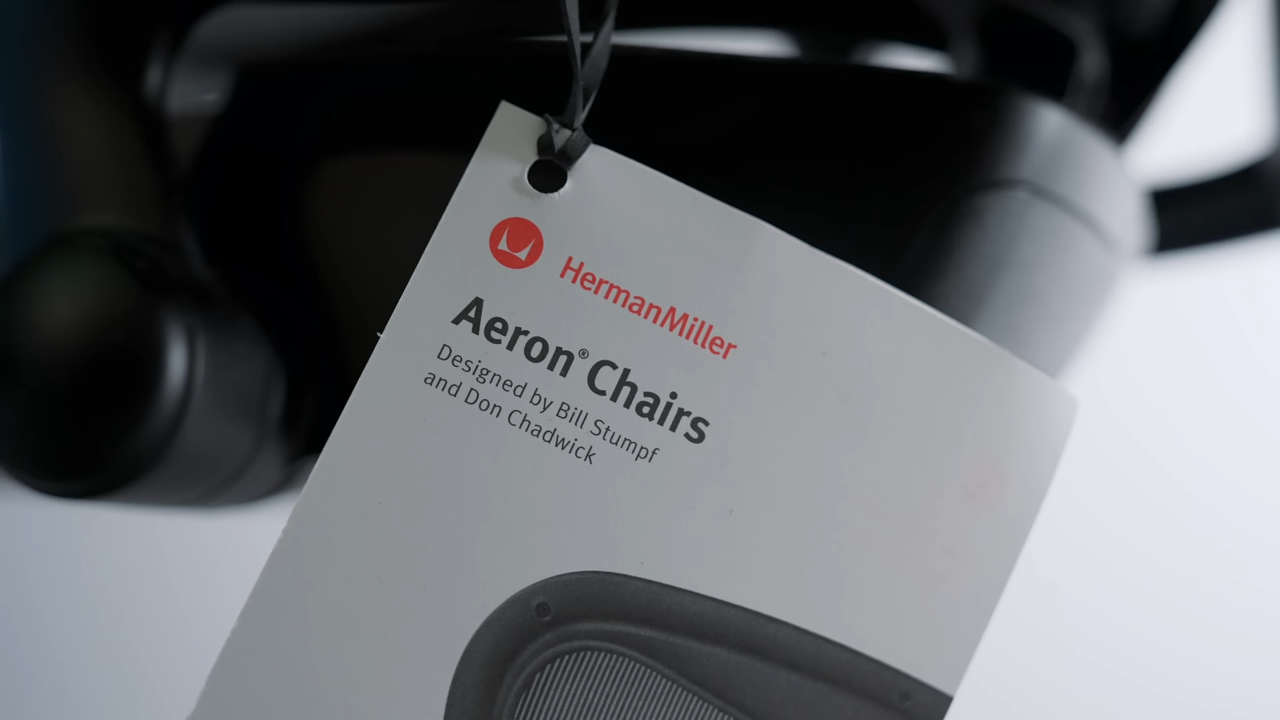 HermanMiller
Aeron® Chairs
Designed by Bill Stumpf
and Don Chadwick